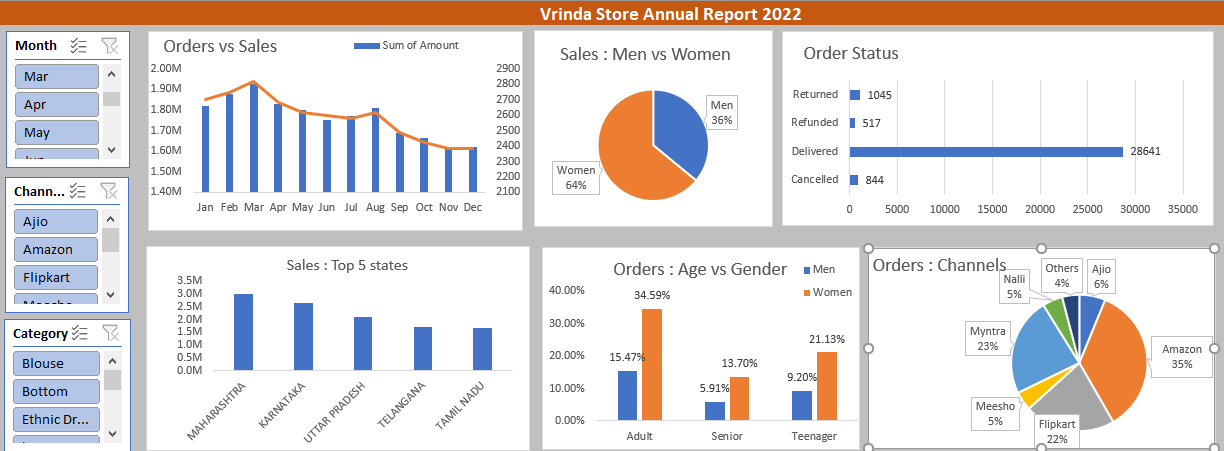 Vrinda Store Annual Report 2022
Month
Mar
Apr
May
Chann...
Ajio
Amazon
Flipkart
Category
Blouse
Bottom
Ethnic Dr...
Orders vs Sales
Sum of Amount
2.00M
1.90M
1.80M
1.70M
1.60M
1.50M
1.40M
2900
2800
2700
2600
2500
2400
2300
2200
2100
Jan Feb Mar Apr May Jun Jul Aug Sep Oct Nov Dec
Sales : Men vs Women
Men
36%
Women
64%
Order Status
Returned 1045
Refunded 517
Delivered 28641
Cancelled 844
0 5000 10000 15000 20000 25000 30000 35000
Sales : Top 5 states
3.5M
3.0M
2.5M
2.0M
1.5M
1.0M
0.5M
0.0M
MAHARASHTRA
KARNATAKA
UTTAR PRADESH
TELANGANA
TAMIL NADU
Orders : Age vs Gender
Men
Women
40.00%
30.00%
20.00%
10.00%
0.00%
15.47% 34.59%
5.91% 13.70%
9.20% 21.13%
Adult Senior Teenager
Orders : Channels
Nalli
5%
Others
4%
Ajio
6%
Myntra
23%
Amazon
35%
Meesho
5%
Flipkart
22%